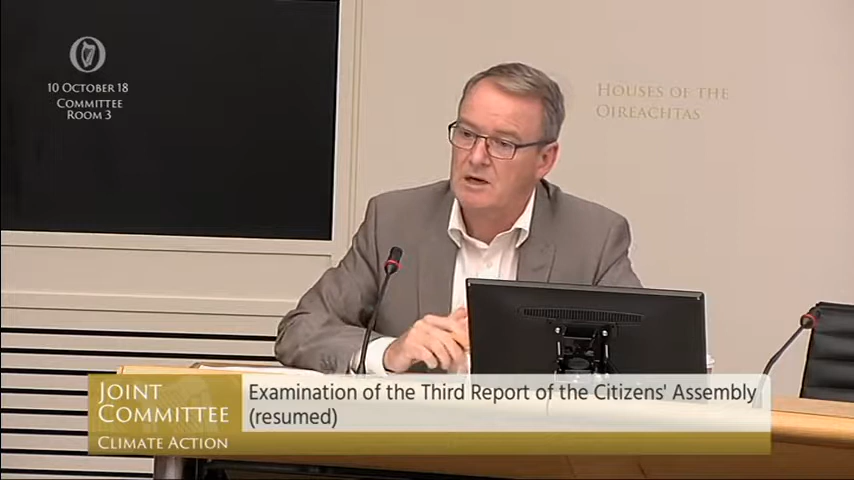 10 October 18
Committee
Room 3
Houses of the
Oireachtas
Joint
Committee
Climate Action
Examination of the Third Report of the Citizens' Assembly
(resumed)